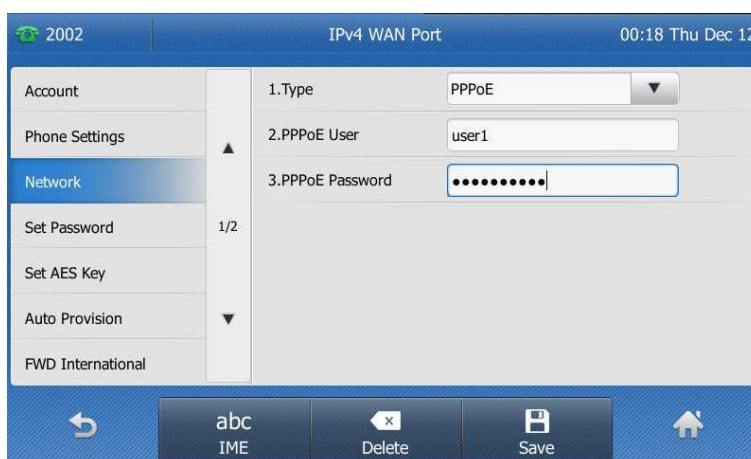 2002 IPv4 WAN Port 00:18 Thu Dec 12
Account
Phone Settings
Network
Set Password
Set AES Key
Auto Provision
FWD International
1/2
1.Type PPPoE
2.PPPoE User user1
3.PPPoE Password ••••••••••
abc
IME
Delete
Save